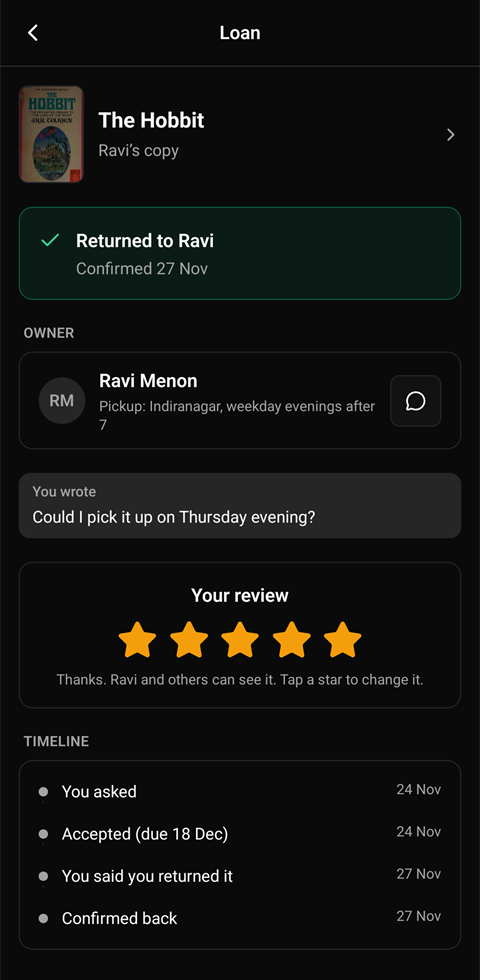 Loan
THE
HOBBIT
J.R.R. TOLKIEN
The Hobbit
Ravi’s copy
Returned to Ravi
Confirmed 27 Nov
OWNER
RM
Ravi Menon
Pickup: Indiranagar, weekday evenings after
7
You wrote
Could I pick it up on Thursday evening?
Your review
Thanks. Ravi and others can see it. Tap a star to change it.
TIMELINE
You asked
24 Nov
Accepted (due 18 Dec)
24 Nov
You said you returned it
27 Nov
Confirmed back
27 Nov